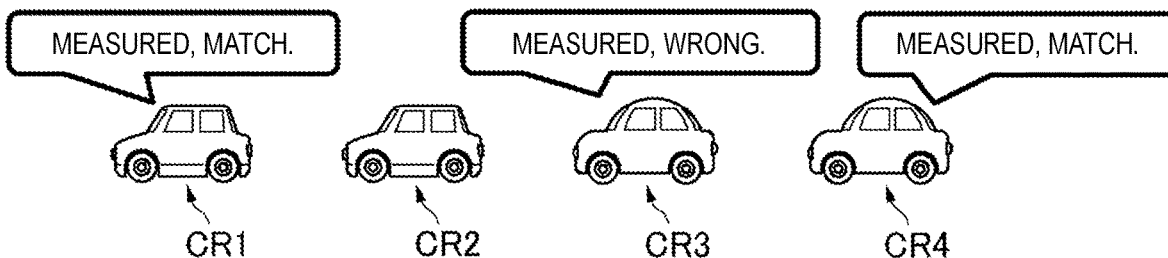 MEASURED, MATCH.
MEASURED, WRONG.
MEASURED, MATCH.
CR1
CR2
CR3
CR4